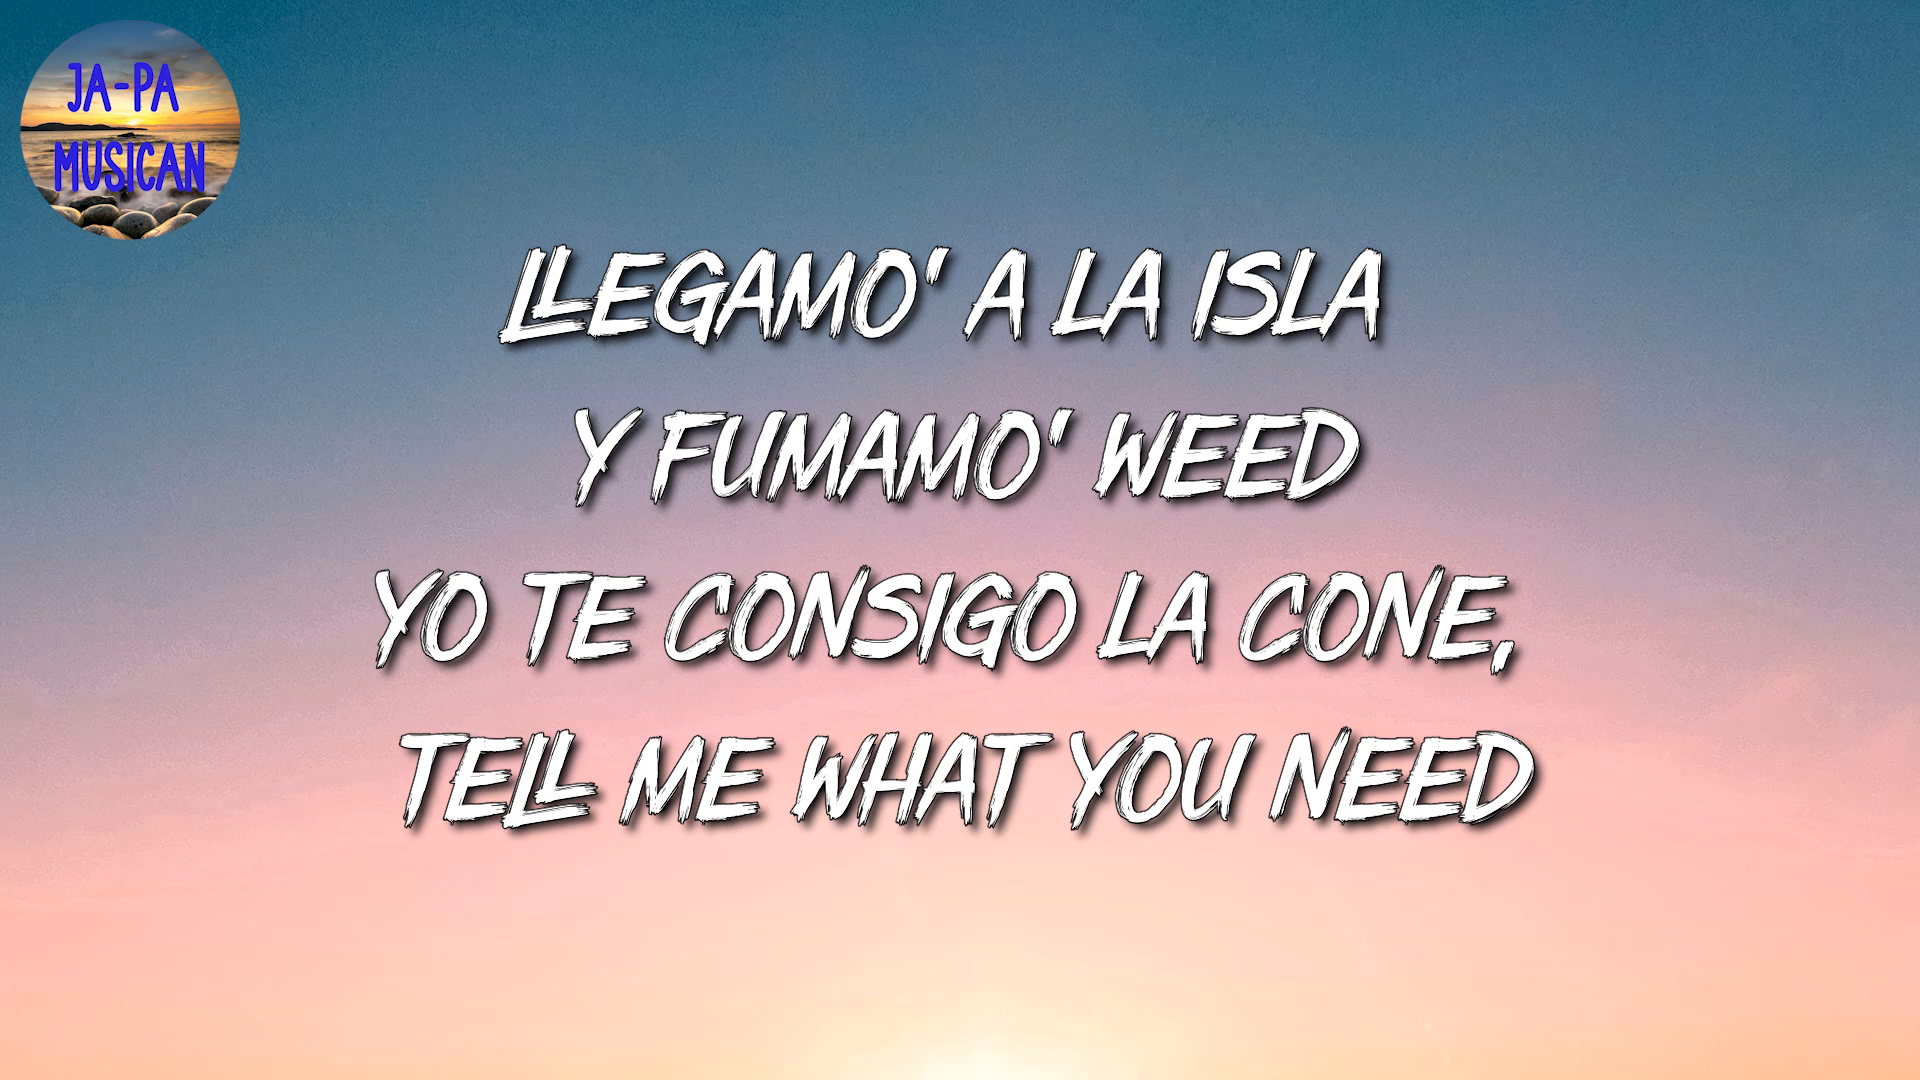 JA-PA
MUSICAN
LLEGAMO' A LA ISLA
Y FUMAMO' WEED
YO TE CONSIGO LA CONE,
TELL ME WHAT YOU NEED